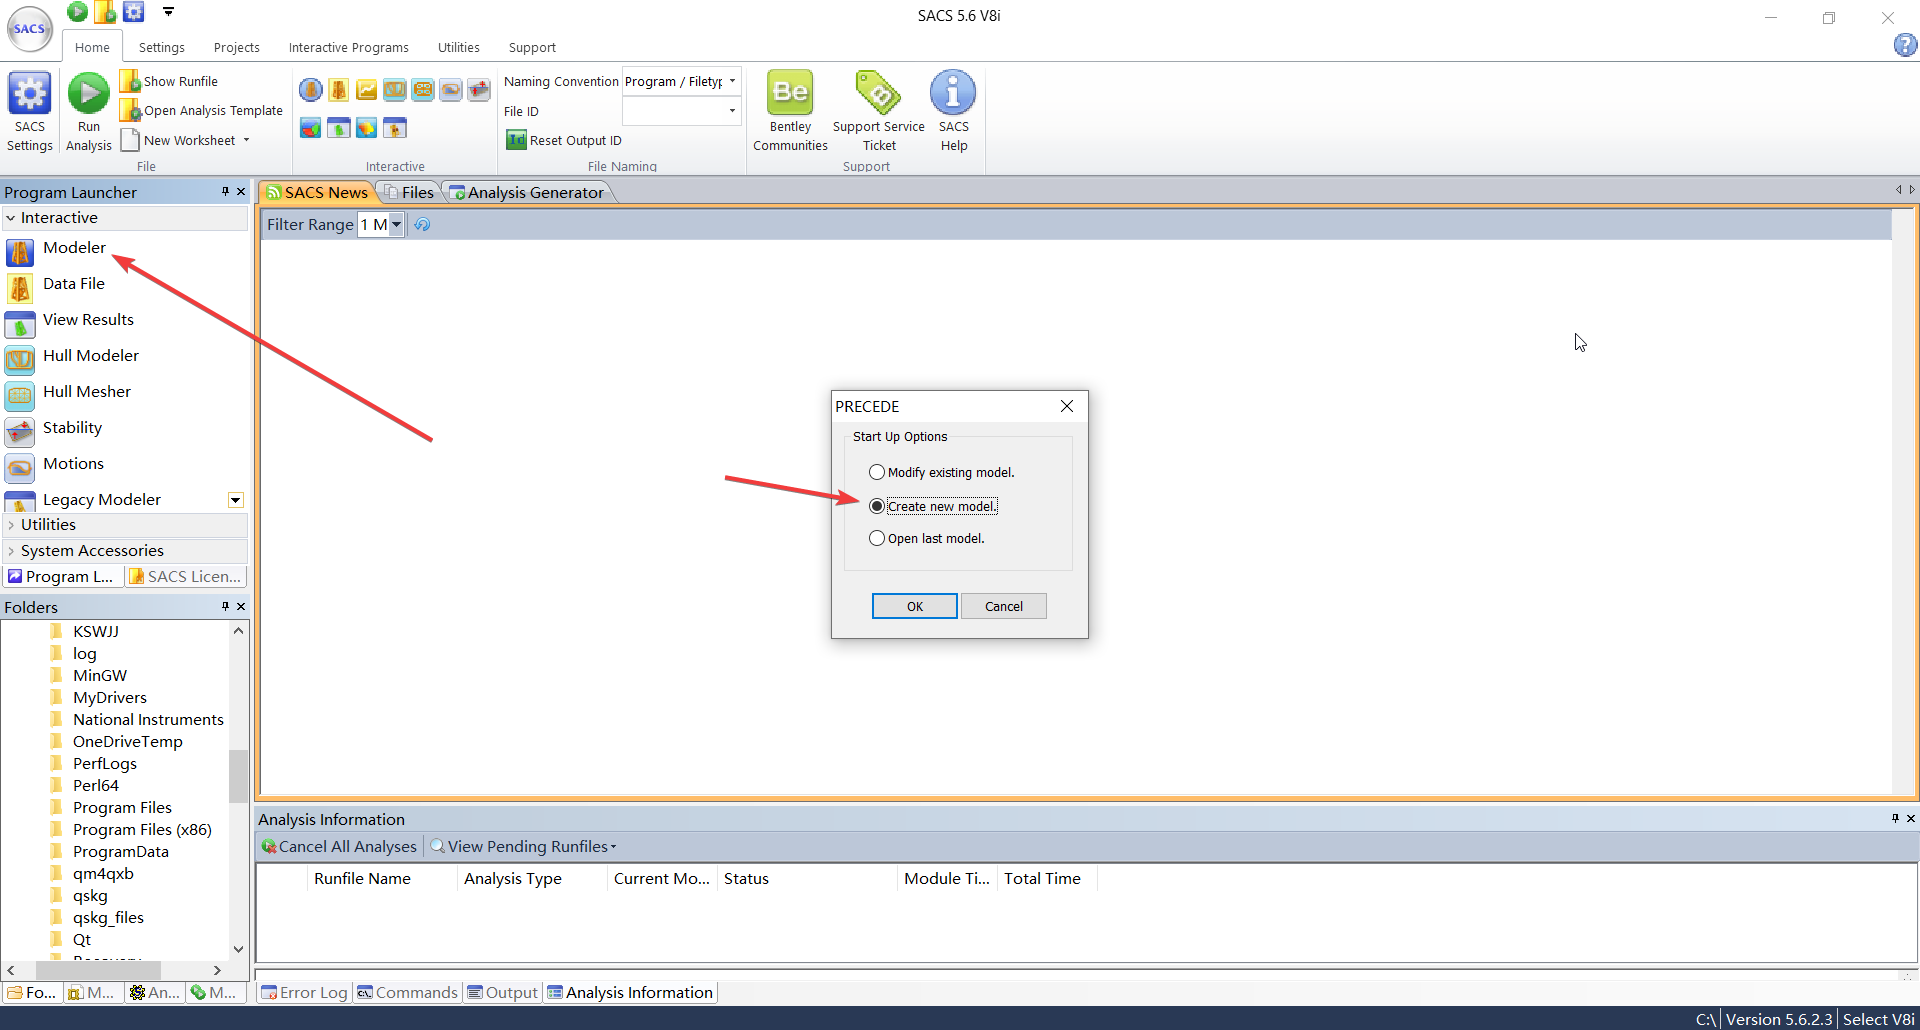 SACS 5.6 V8i
SACS
Home
Settings
Projects
Interactive Programs
Utilities
Support
SACS
Settings
Run
Analysis
Show Runfile
Open Analysis Template
New Worksheet
File
Interactive
Naming Convention
Program / Filetyp
File ID
Id
Reset Output ID
File Naming
Be
Bentley
Communities
Support Service
Ticket
SACS
Help
Support
Program Launcher
Interactive
Modeler
Data File
View Results
Hull Modeler
Hull Mesher
Stability
Motions
Legacy Modeler
Utilities
System Accessories
Program L...
SACS Licen...
SACS News
Files
Analysis Generator
Filter Range
1 M
PRECEDE
Start Up Options
Modify existing model.
Create new model.
Open last model.
OK
Cancel
Folders
KSWJJ
log
MinGW
MyDrivers
National Instruments
OneDriveTemp
PerfLogs
Perl64
Program Files
Program Files (x86)
ProgramData
qm4qxb
qskg
qskg_files
Qt
Fo...
M...
An...
M...
Analysis Information
Cancel All Analyses
View Pending Runfiles
Runfile Name
Analysis Type
Current Mo...
Status
Module Ti...
Total Time
Error Log
Commands
Output
Analysis Information
C:\
Version 5.6.2.3
Select V8i